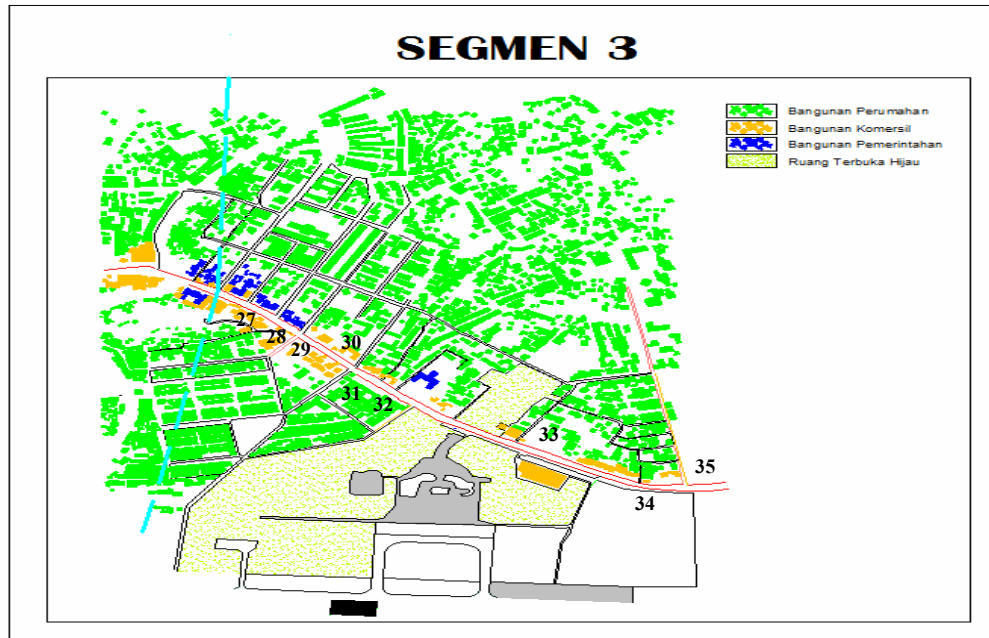 SEGMEN 3
Bangunan Perumahan
Bangunan Komersil
Bangunan Pemerintahan
Ruang Terbuka Hijau
27
28
29
30
31
32
33
34
35